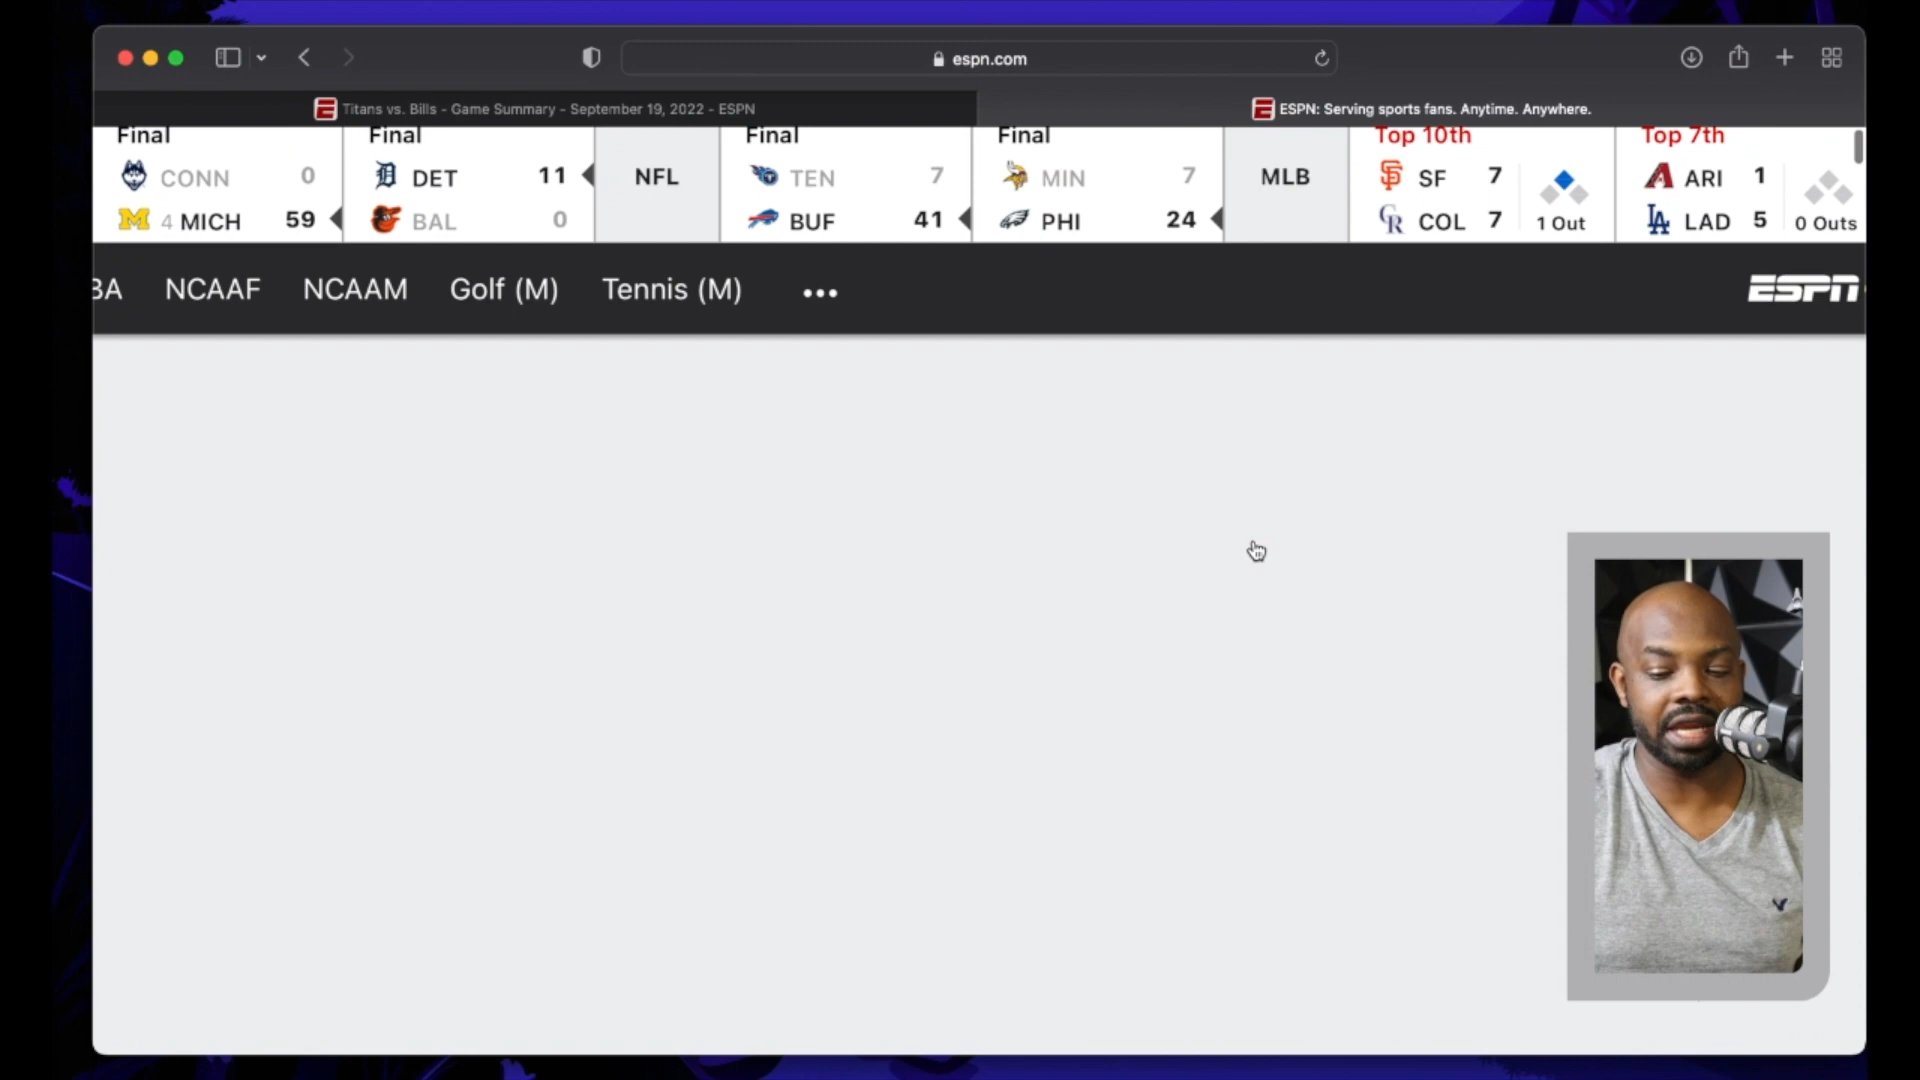 espn.com
Titans vs. Bills - Game Summary - September 19, 2022 - ESPN
ESPN: Serving sports fans. Anytime. Anywhere.
Final
CONN 0
4 MICH 59
Final
DET 11
BAL 0
NFL
Final
TEN 7
BUF 41
Final
MIN 7
PHI 24
MLB
Top 10th
SF 7
COL 7
1 Out
Top 7th
ARI 1
LAD 5
0 Outs
BA NCAAF NCAAM Golf (M) Tennis (M) ... ESPN